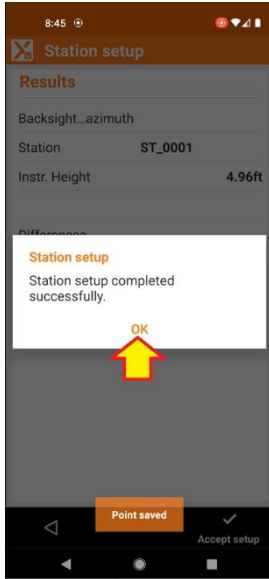 8:45
Station setup
Results
Backsight...azimuth
Station ST_0001
Instr. Height 4.96ft
Differences
Station setup
Station setup completed
successfully.
OK
Point saved
Accept setup